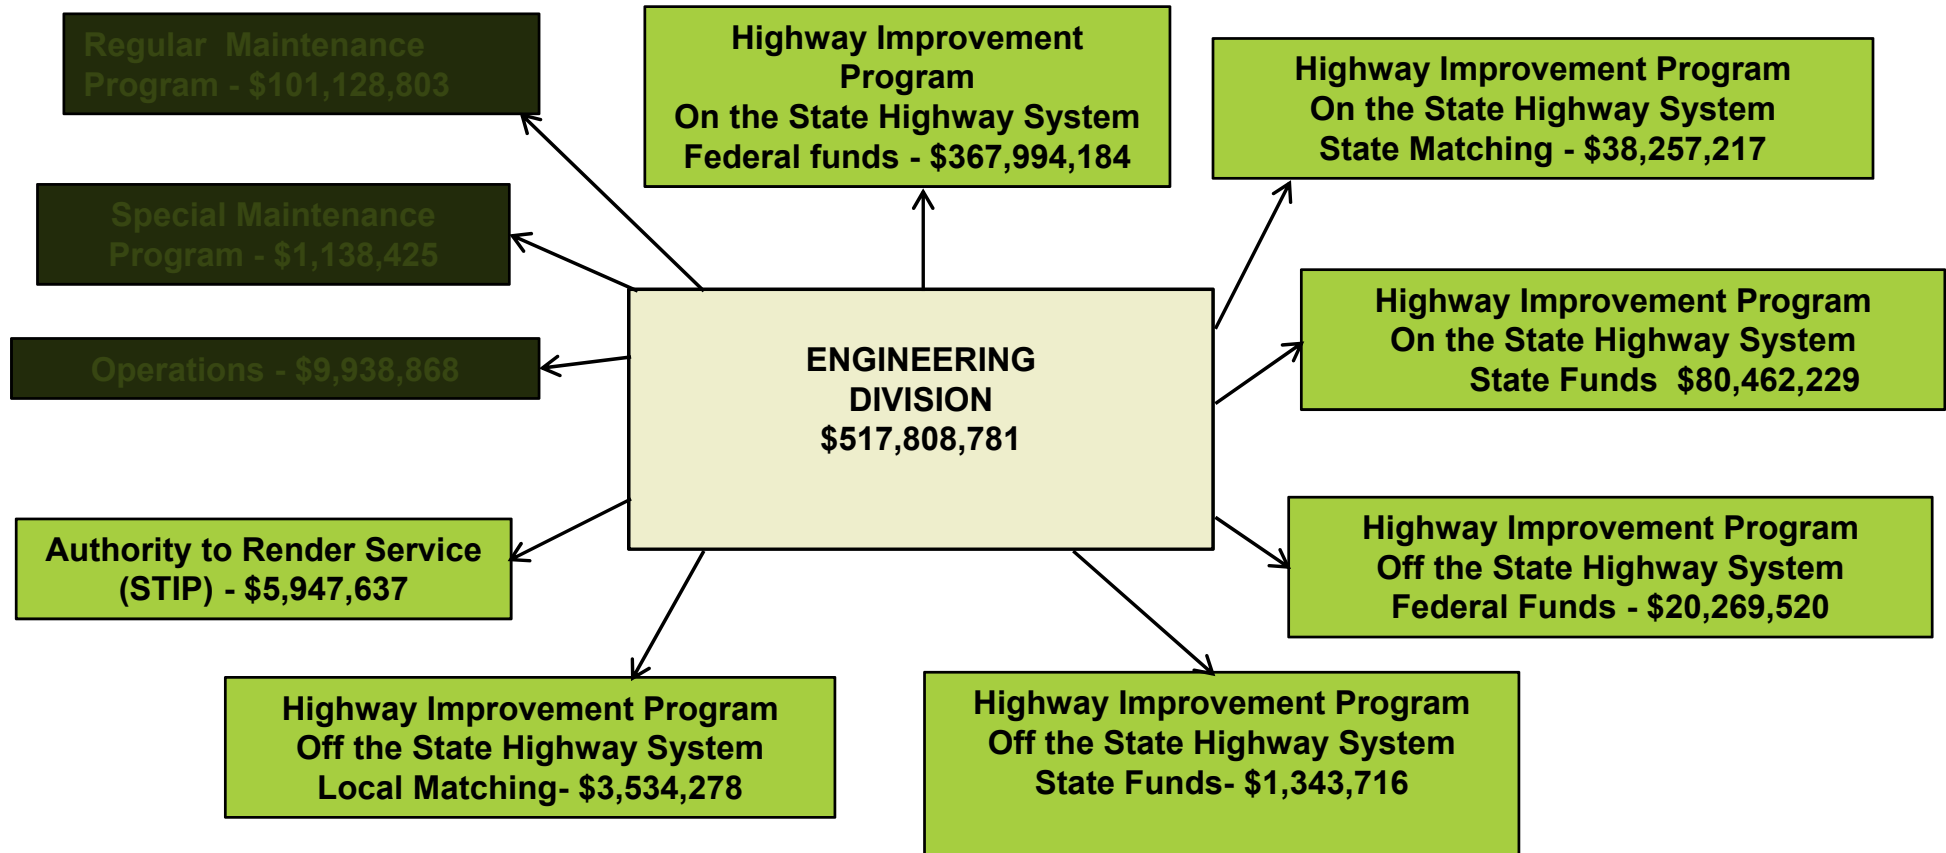 Regular Maintenance
Program - $101,128,803
Highway Improvement
Program
On the State Highway System
Federal funds - $367,994,184
Highway Improvement Program
On the State Highway System
State Matching - $38,257,217
Special Maintenance
Program - $1,138,425
Highway Improvement Program
On the State Highway System
State Funds $80,462,229
Operations - $9,938,868
ENGINEERING
DIVISION
$517,808,781
Authority to Render Service
(STIP) - $5,947,637
Highway Improvement Program
Off the State Highway System
Federal Funds - $20,269,520
Highway Improvement Program
Off the State Highway System
Local Matching- $3,534,278
Highway Improvement Program
Off the State Highway System
State Funds- $1,343,716